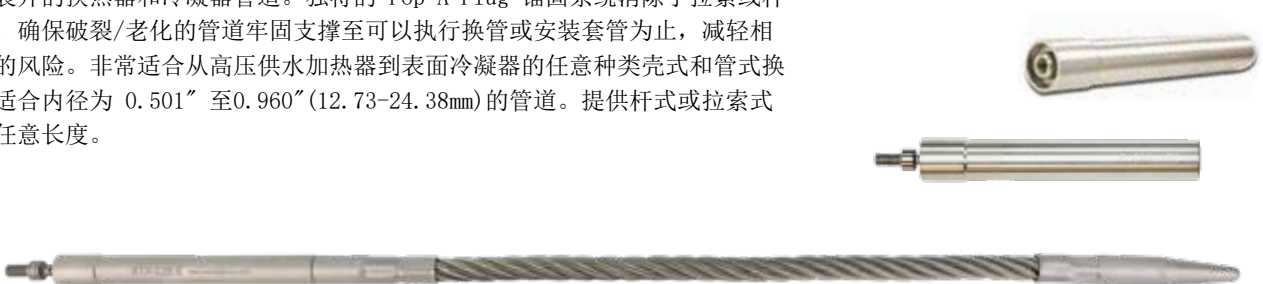 裂开的换热器和冷凝器管道。独特的 Pop-A-Plug 锚固系统消除了拉索或杆
确保破裂/老化的管道牢固支撑至可以执行换管或安装套管为止，减轻相
的风险。非常适合从高压供水加热器到表面冷凝器的任意种类壳式和管式换
适合内径为 0.501″ 至0.960″(12.73-24.38mm)的管道。提供杆式或拉索式
任意长度。